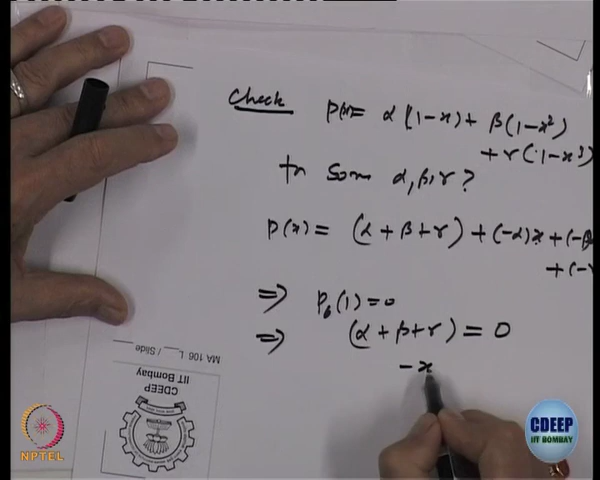 Check P(x)= α(1-x)+ β(1-x²)
+ γ(1-x³)
for some α, β, γ ?
P(x) = (α + β + γ) + (-α)x + (-β
+ (-γ
⇒ P₆(1) = 0
⇒ (α + β + γ) = 0
- x
MA 106 L / Slide
CDEEP
IIT Bombay
NPTEL
CDEEP
IIT BOMBAY